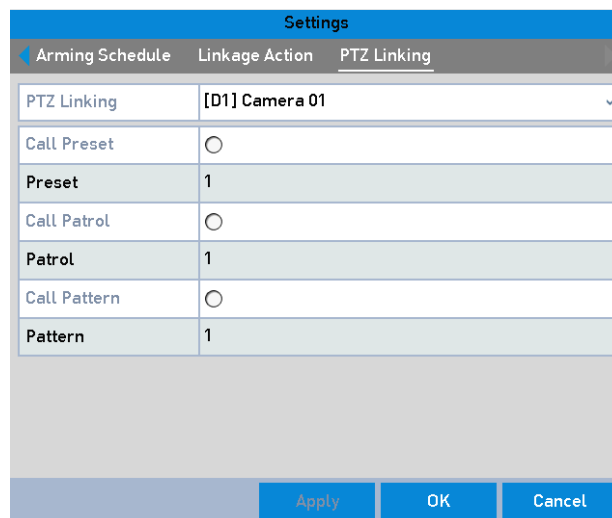 Settings
Arming Schedule Linkage Action PTZ Linking
PTZ Linking [D1] Camera 01
Call Preset
Preset 1
Call Patrol
Patrol 1
Call Pattern
Pattern 1
Apply OK Cancel